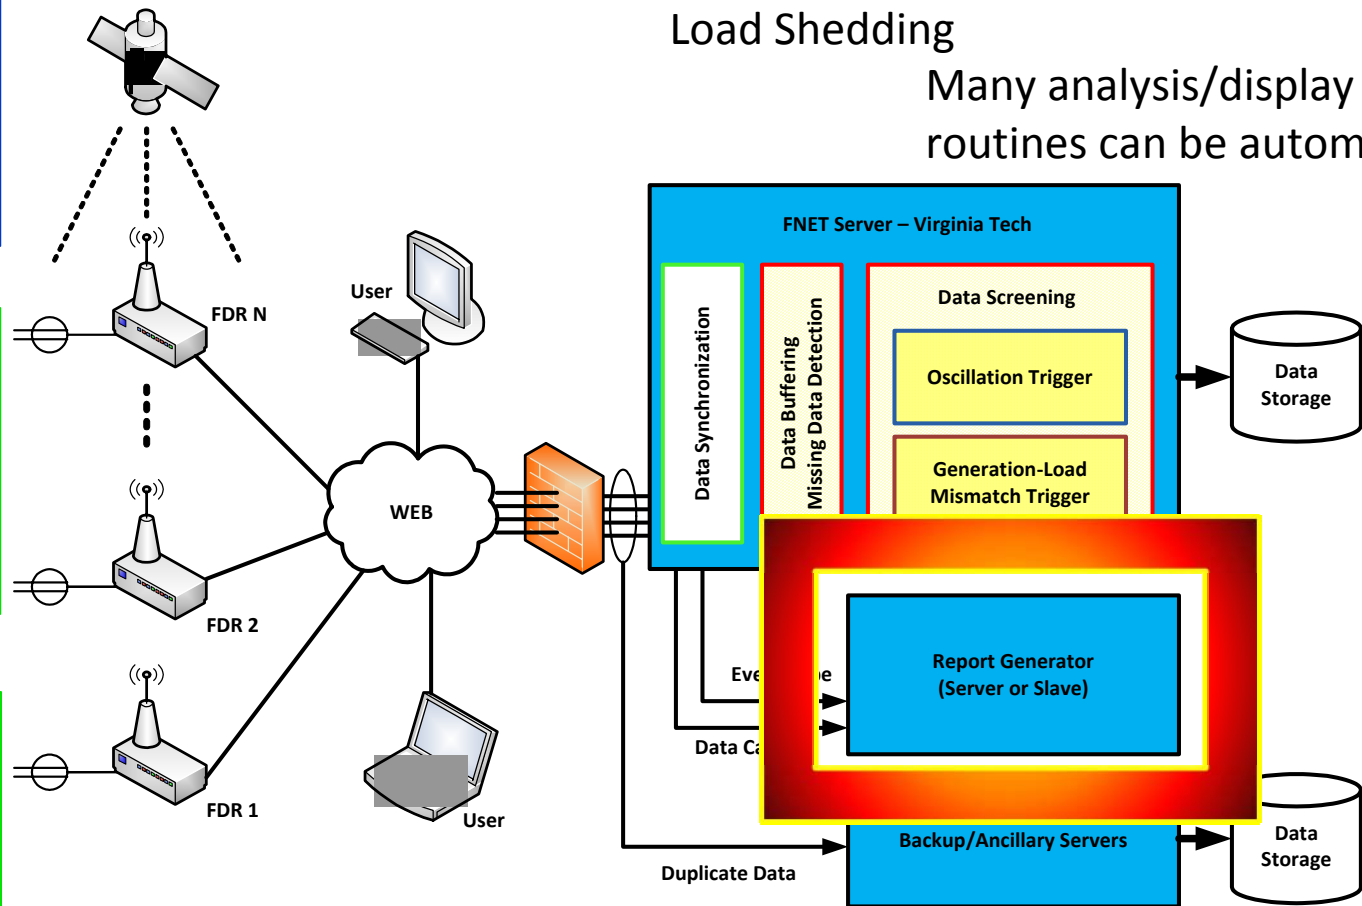 Load Shedding
Many analysis/display
routines can be autom
FNET Server – Virginia Tech
Data Synchronization
Data Buffering
Missing Data Detection
Data Screening
Oscillation Trigger
Generation-Load
Mismatch Trigger
Data
Storage
User
FDR N
WEB
FDR 2
FDR 1
User
Report Generator
(Server or Slave)
Data
Duplicate Data
Backup/Ancillary Servers
Data
Storage